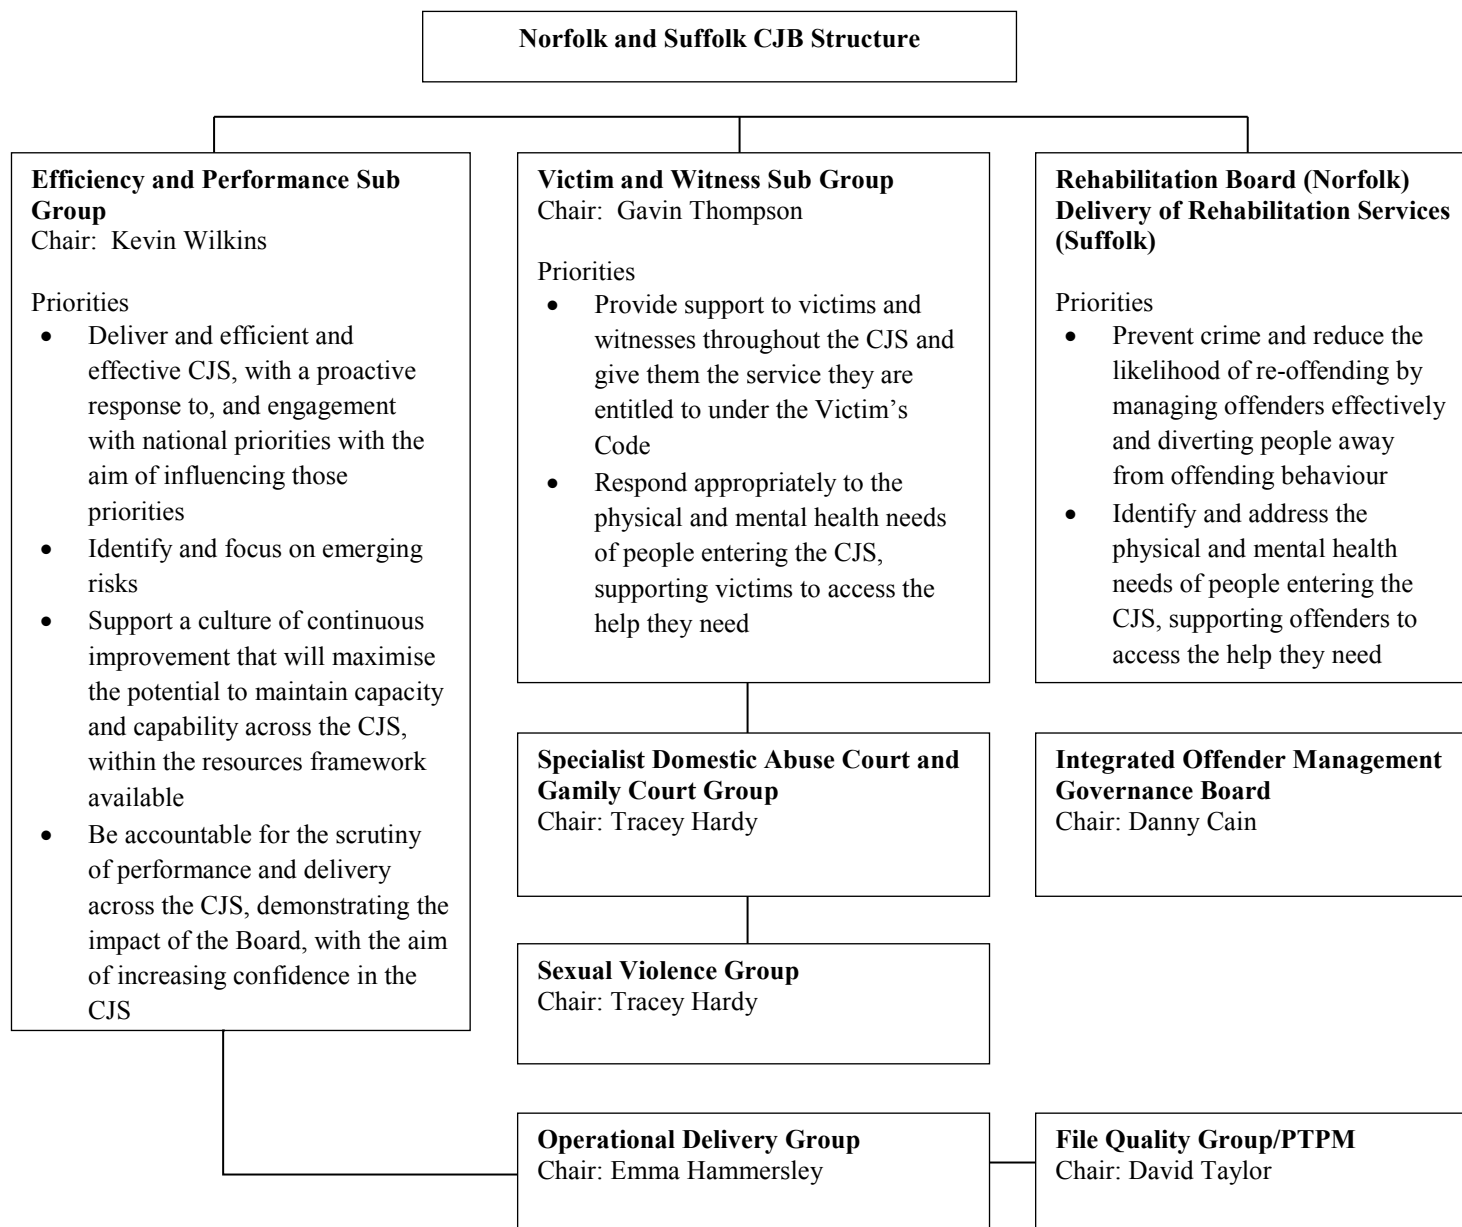 Norfolk and Suffolk CJB Structure
Efficiency and Performance Sub
Group
Chair:  Kevin Wilkins
Priorities
• Deliver and efficient and
effective CJS, with a proactive
response to, and engagement
with national priorities with the
aim of influencing those
priorities
• Identify and focus on emerging
risks
• Support a culture of continuous
improvement that will maximise
the potential to maintain capacity
and capability across the CJS,
within the resources framework
available
• Be accountable for the scrutiny
of performance and delivery
across the CJS, demonstrating the
impact of the Board, with the aim
of increasing confidence in the
CJS
Victim and Witness Sub Group
Chair:  Gavin Thompson
Priorities
• Provide support to victims and
witnesses throughout the CJS and
give them the service they are
entitled to under the Victim’s
Code
• Respond appropriately to the
physical and mental health needs
of people entering the CJS,
supporting victims to access the
help they need
Rehabilitation Board (Norfolk)
Delivery of Rehabilitation Services
(Suffolk)
Priorities
• Prevent crime and reduce the
likelihood of re-offending by
managing offenders effectively
and diverting people away
from offending behaviour
• Identify and address the
physical and mental health
needs of people entering the
CJS, supporting offenders to
access the help they need
Specialist Domestic Abuse Court and
Gamily Court Group
Chair: Tracey Hardy
Integrated Offender Management
Governance Board
Chair: Danny Cain
Sexual Violence Group
Chair: Tracey Hardy
Operational Delivery Group
Chair: Emma Hammersley
File Quality Group/PTPM
Chair: David Taylor